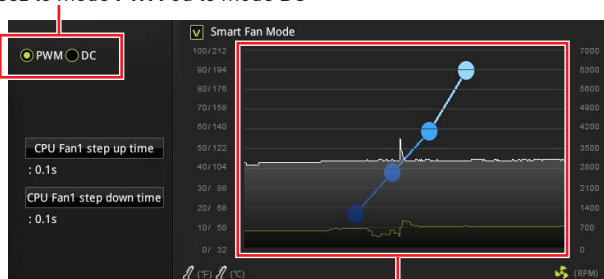 le mode PWM ou le mode DC
Smart Fan Mode
PWM DC
100/212 7000
90/194 6300
80/176 5600
70/158 4900
60/140 4200
50/122 3500
40/104 2800
30/ 86 2100
20/ 68 1400
10/ 50 700
0/ 32 0
CPU Fan1 step up time
: 0.1s
CPU Fan1 step down time
: 0.1s
(°F) (°C) (RPM)